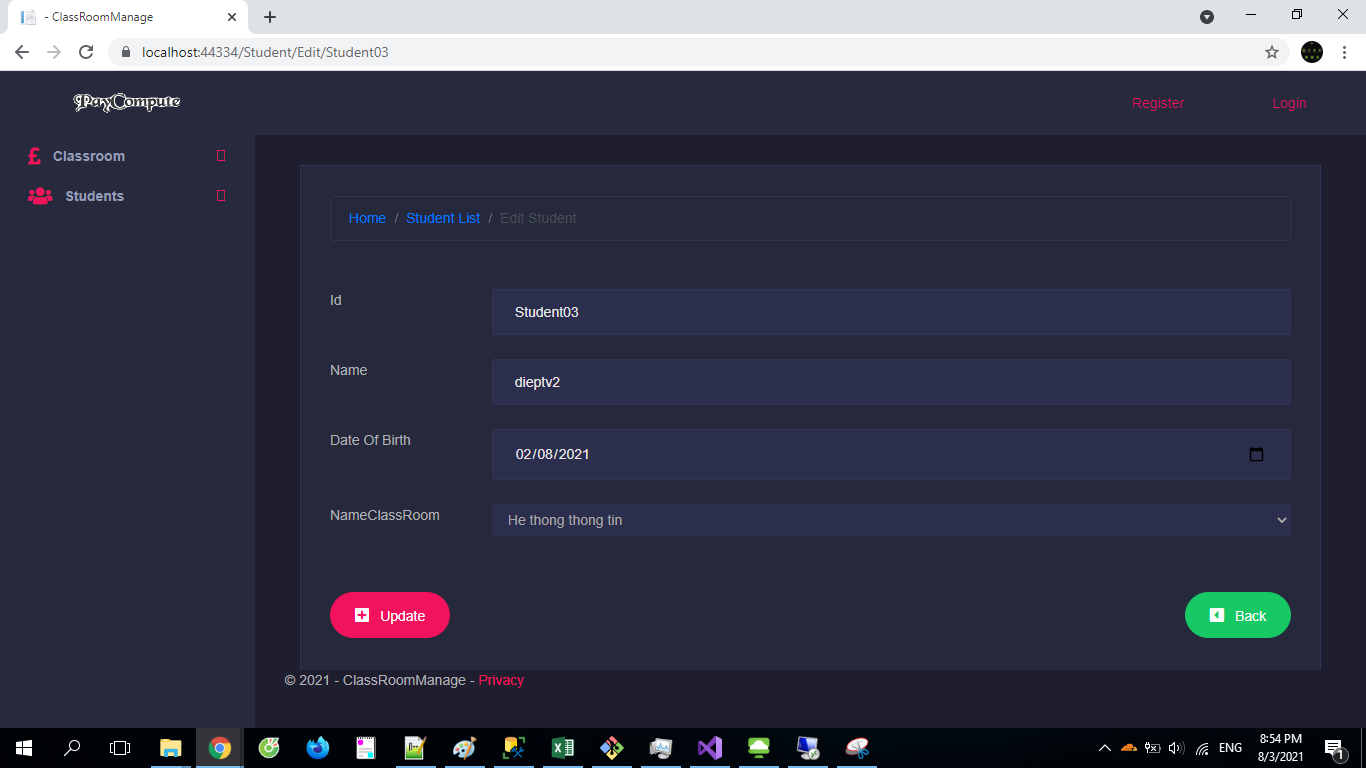 - ClassRoomManage
localhost:44334/Student/Edit/Student03
PayCompute
Register
Login
Classroom
Students
Home / Student List / Edit Student
Id
Student03
Name
dieptv2
Date Of Birth
02/08/2021
NameClassRoom
He thong thong tin
Update
Back
© 2021 - ClassRoomManage - Privacy
ENG
8:54 PM
8/3/2021
1